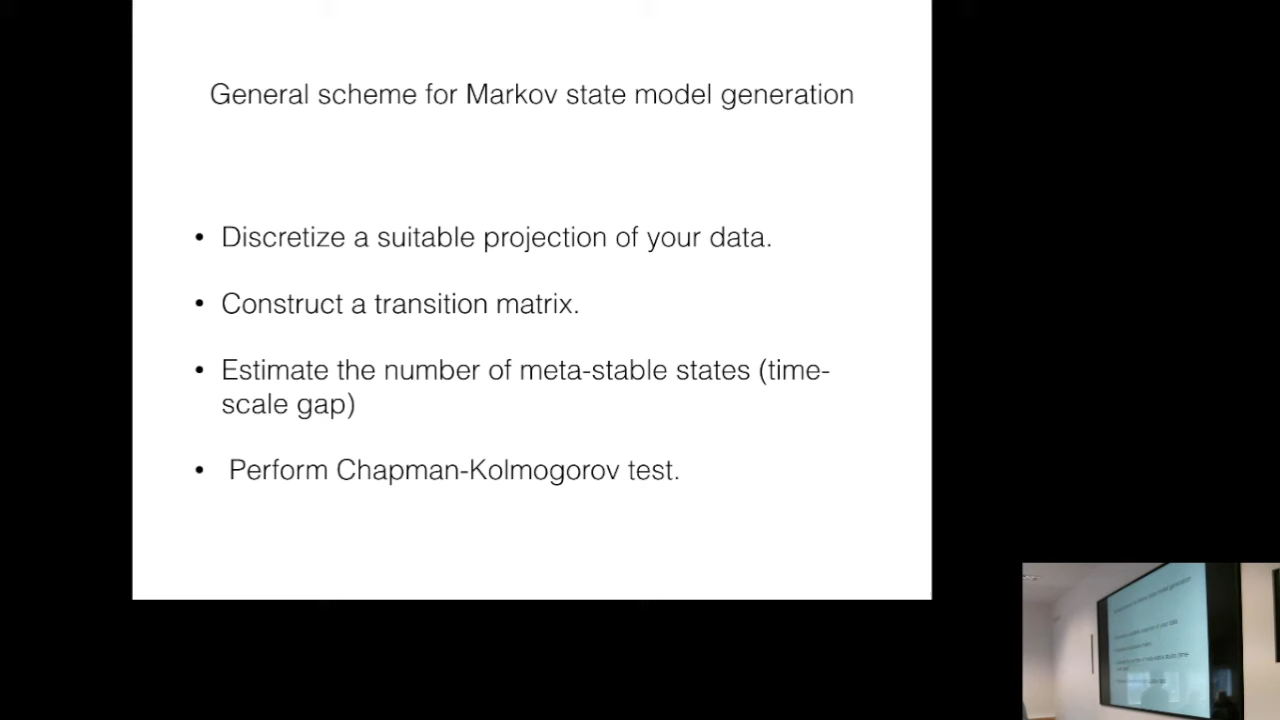 General scheme for Markov state model generation
• Discretize a suitable projection of your data.
• Construct a transition matrix.
• Estimate the number of meta-stable states (time-
scale gap)
• Perform Chapman-Kolmogorov test.